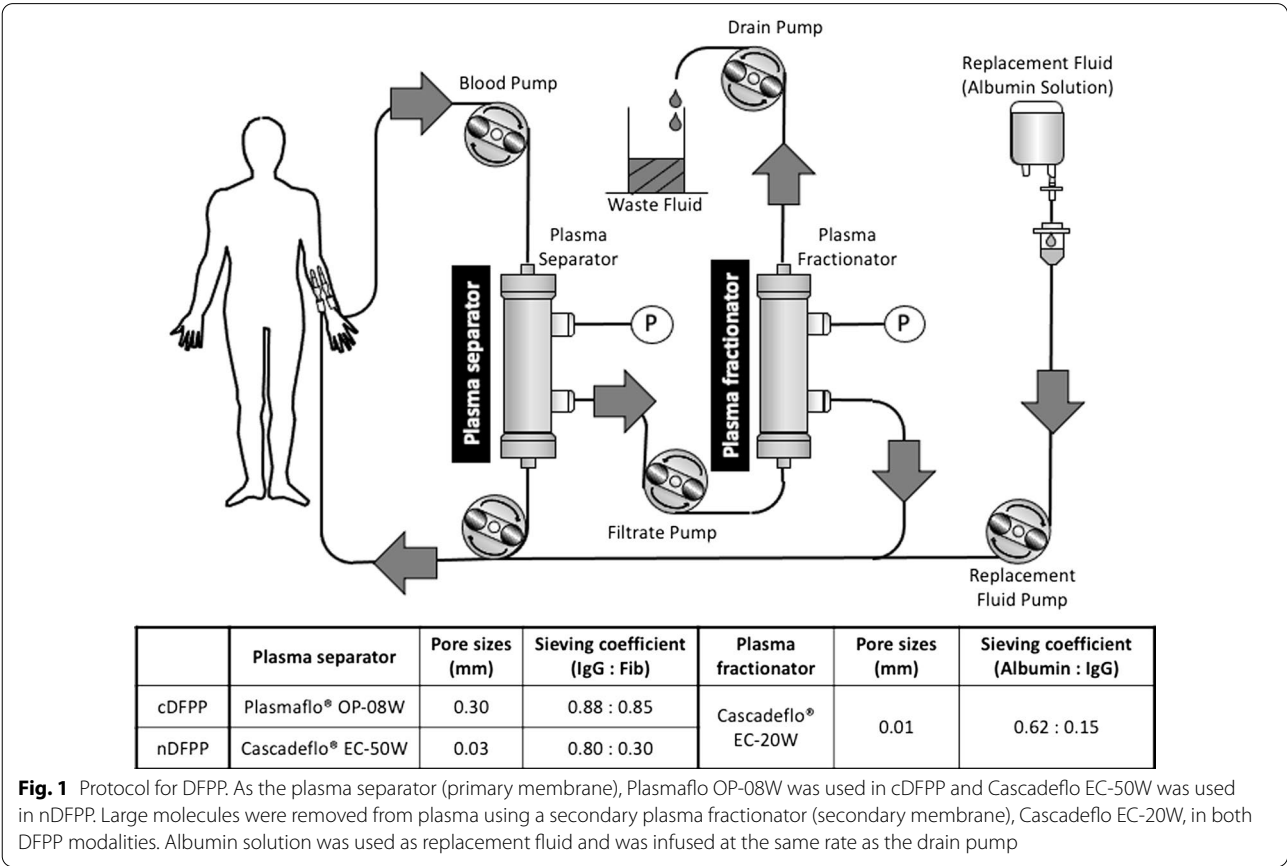 Drain Pump
Blood Pump
Replacement Fluid
(Albumin Solution)
Waste Fluid
Plasma
Separator
Plasma
Fractionator
Plasma separator
P
Plasma fractionator
P
Filtrate Pump
Replacement
Fluid Pump
Plasma separator Pore sizes (mm) Sieving coefficient (IgG : Fib) Plasma fractionator Pore sizes (mm) Sieving coefficient (Albumin : IgG)
cDFPP Plasmaflo® OP-08W 0.30 0.88 : 0.85 Cascadeflo® EC-20W 0.01 0.62 : 0.15
nDFPP Cascadeflo® EC-50W 0.03 0.80 : 0.30
Fig. 1 Protocol for DFPP. As the plasma separator (primary membrane), Plasmaflo OP-08W was used in cDFPP and Cascadeflo EC-50W was used
in nDFPP. Large molecules were removed from plasma using a secondary plasma fractionator (secondary membrane), Cascadeflo EC-20W, in both
DFPP modalities. Albumin solution was used as replacement fluid and was infused at the same rate as the drain pump